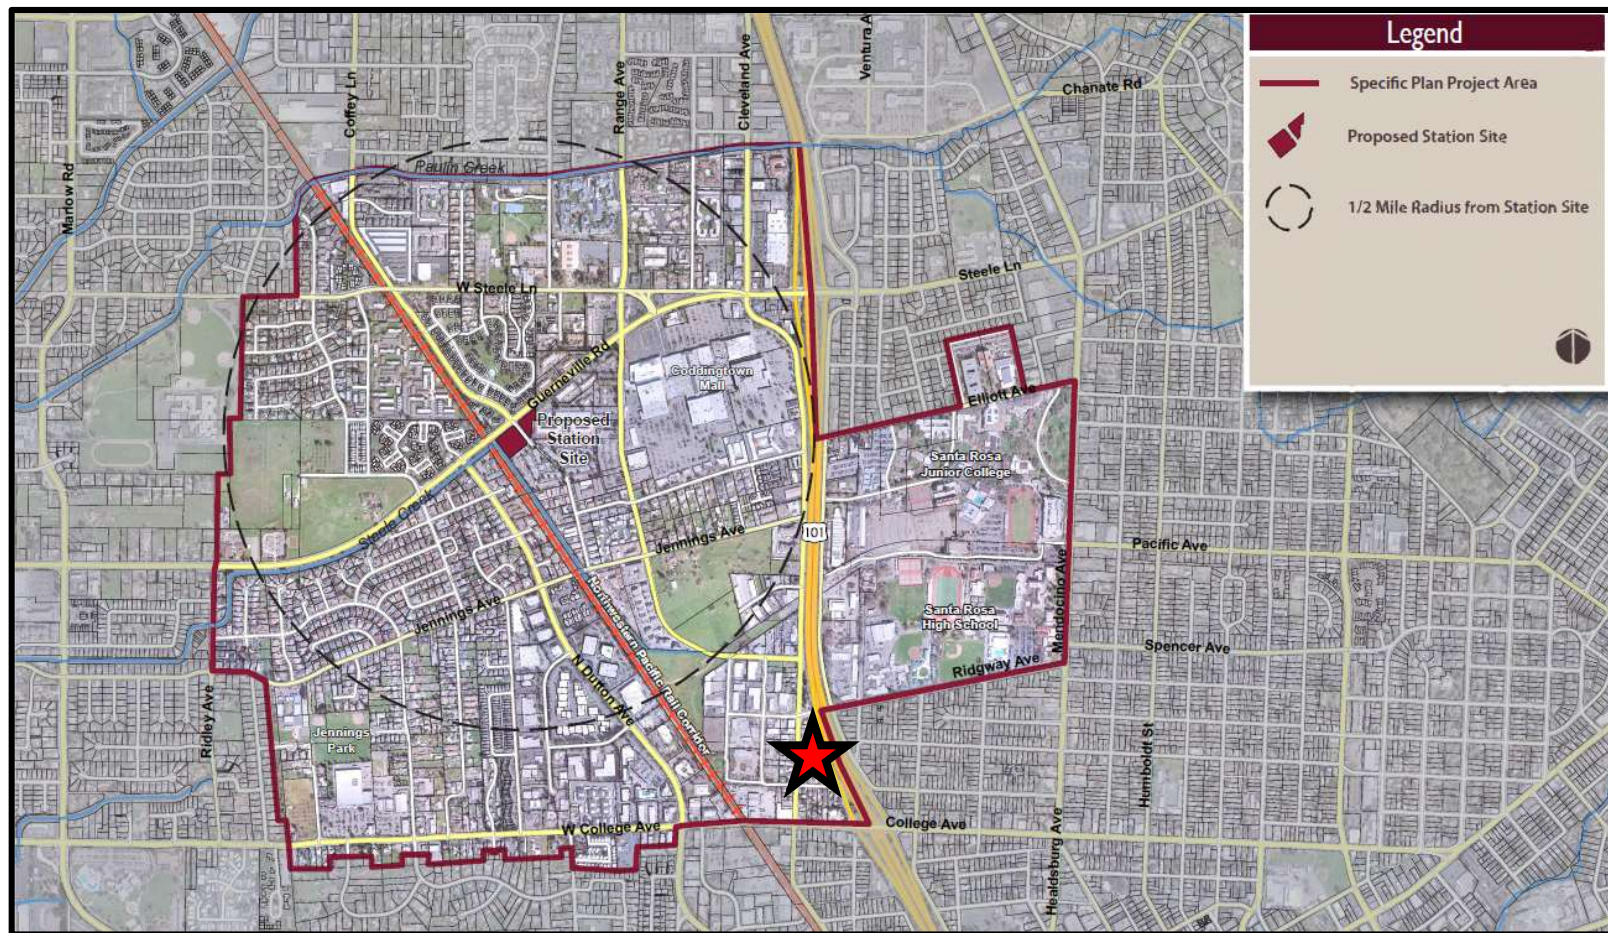 Legend
Specific Plan Project Area
Proposed Station Site
1/2 Mile Radius from Station Site
Marlow Rd
Coffey Ln
Range Ave
Cleveland Ave
Ventura A
Chanate Rd
Paulin Creek
W Steele Ln
Steele Ln
Guerneville Rd
Coddingtown
Mall
Elliott Ave
Proposed
Station
Site
Santa Rosa
Junior College
Steele Creek
Jennings Ave
101
Pacific Ave
Mendocino Ave
Jennings Ave
Northwestern Pacific Rail Corridor
Santa Rosa
High School
Spencer Ave
Ridgway Ave
N Dutton Ave
Ridley Ave
Jennings
Park
Humboldt St
W College Ave
College Ave
Healdsburg Ave